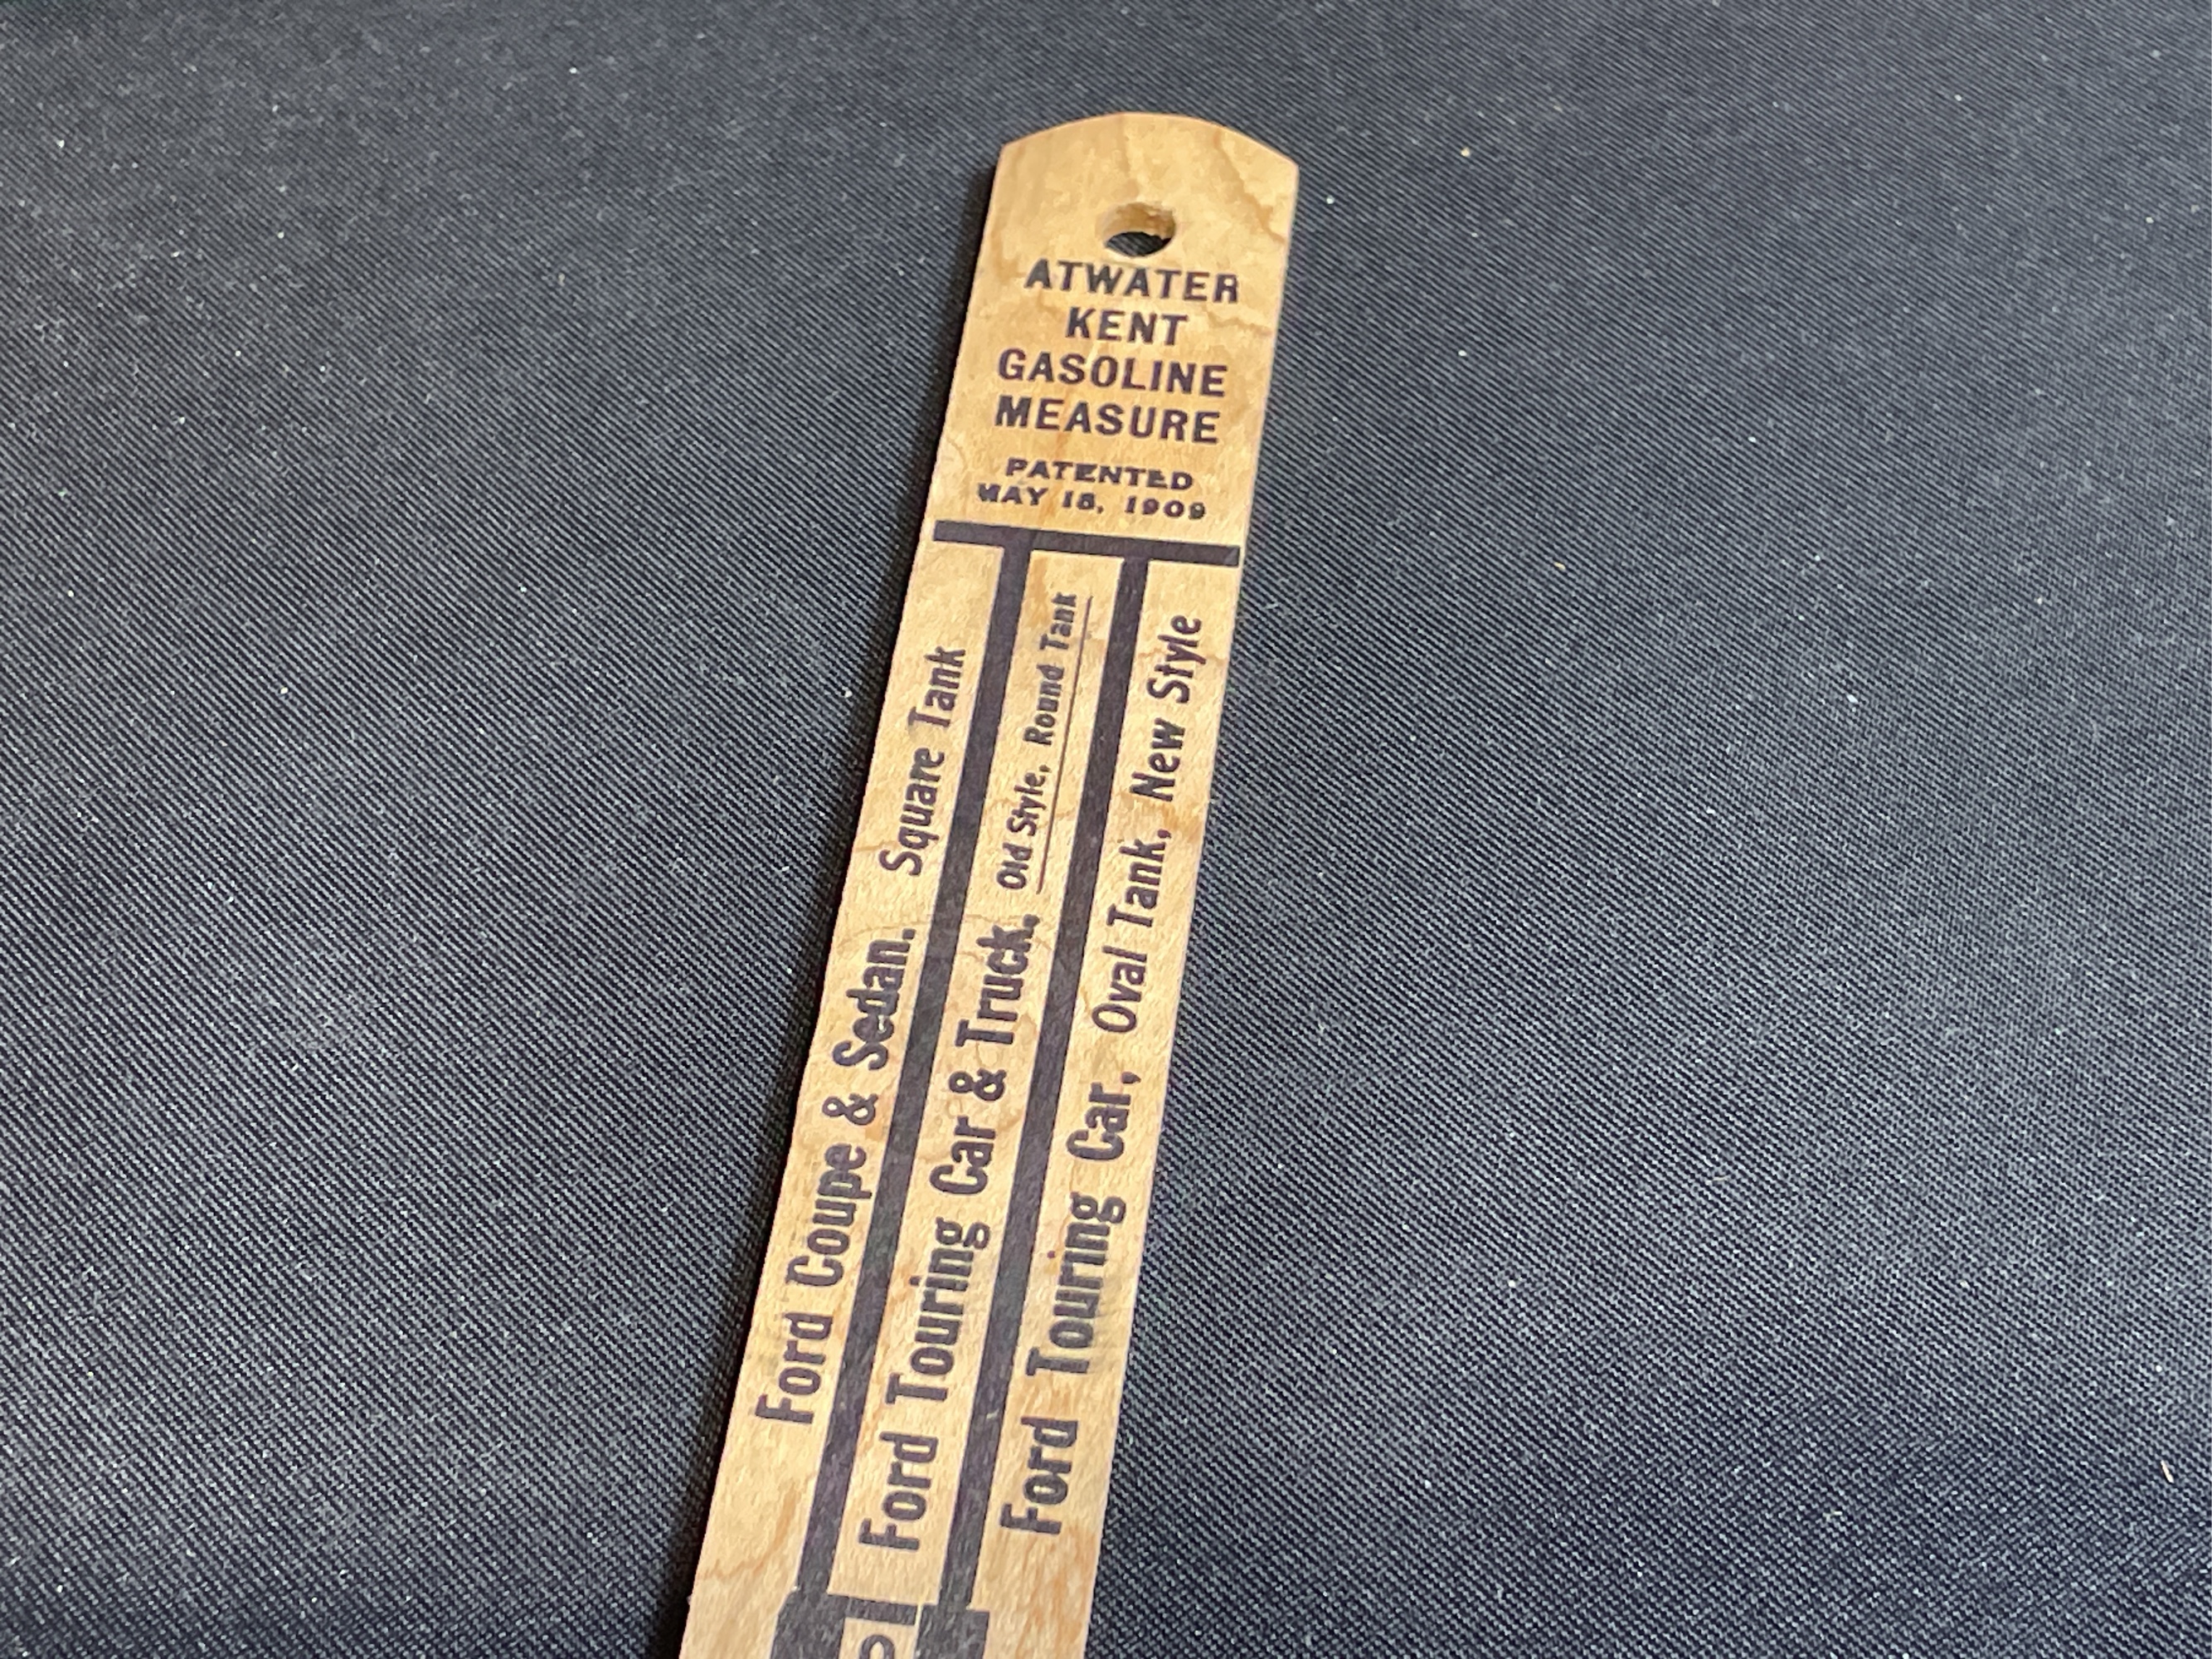 ATWATER
KENT
GASOLINE
MEASURE
PATENTED
MAY 18, 1909
Ford Coupe & Sedan. Square Tank
Ford Touring Car & Truck. Old Style, Round Tank
Ford Touring Car, Oval Tank, New Style